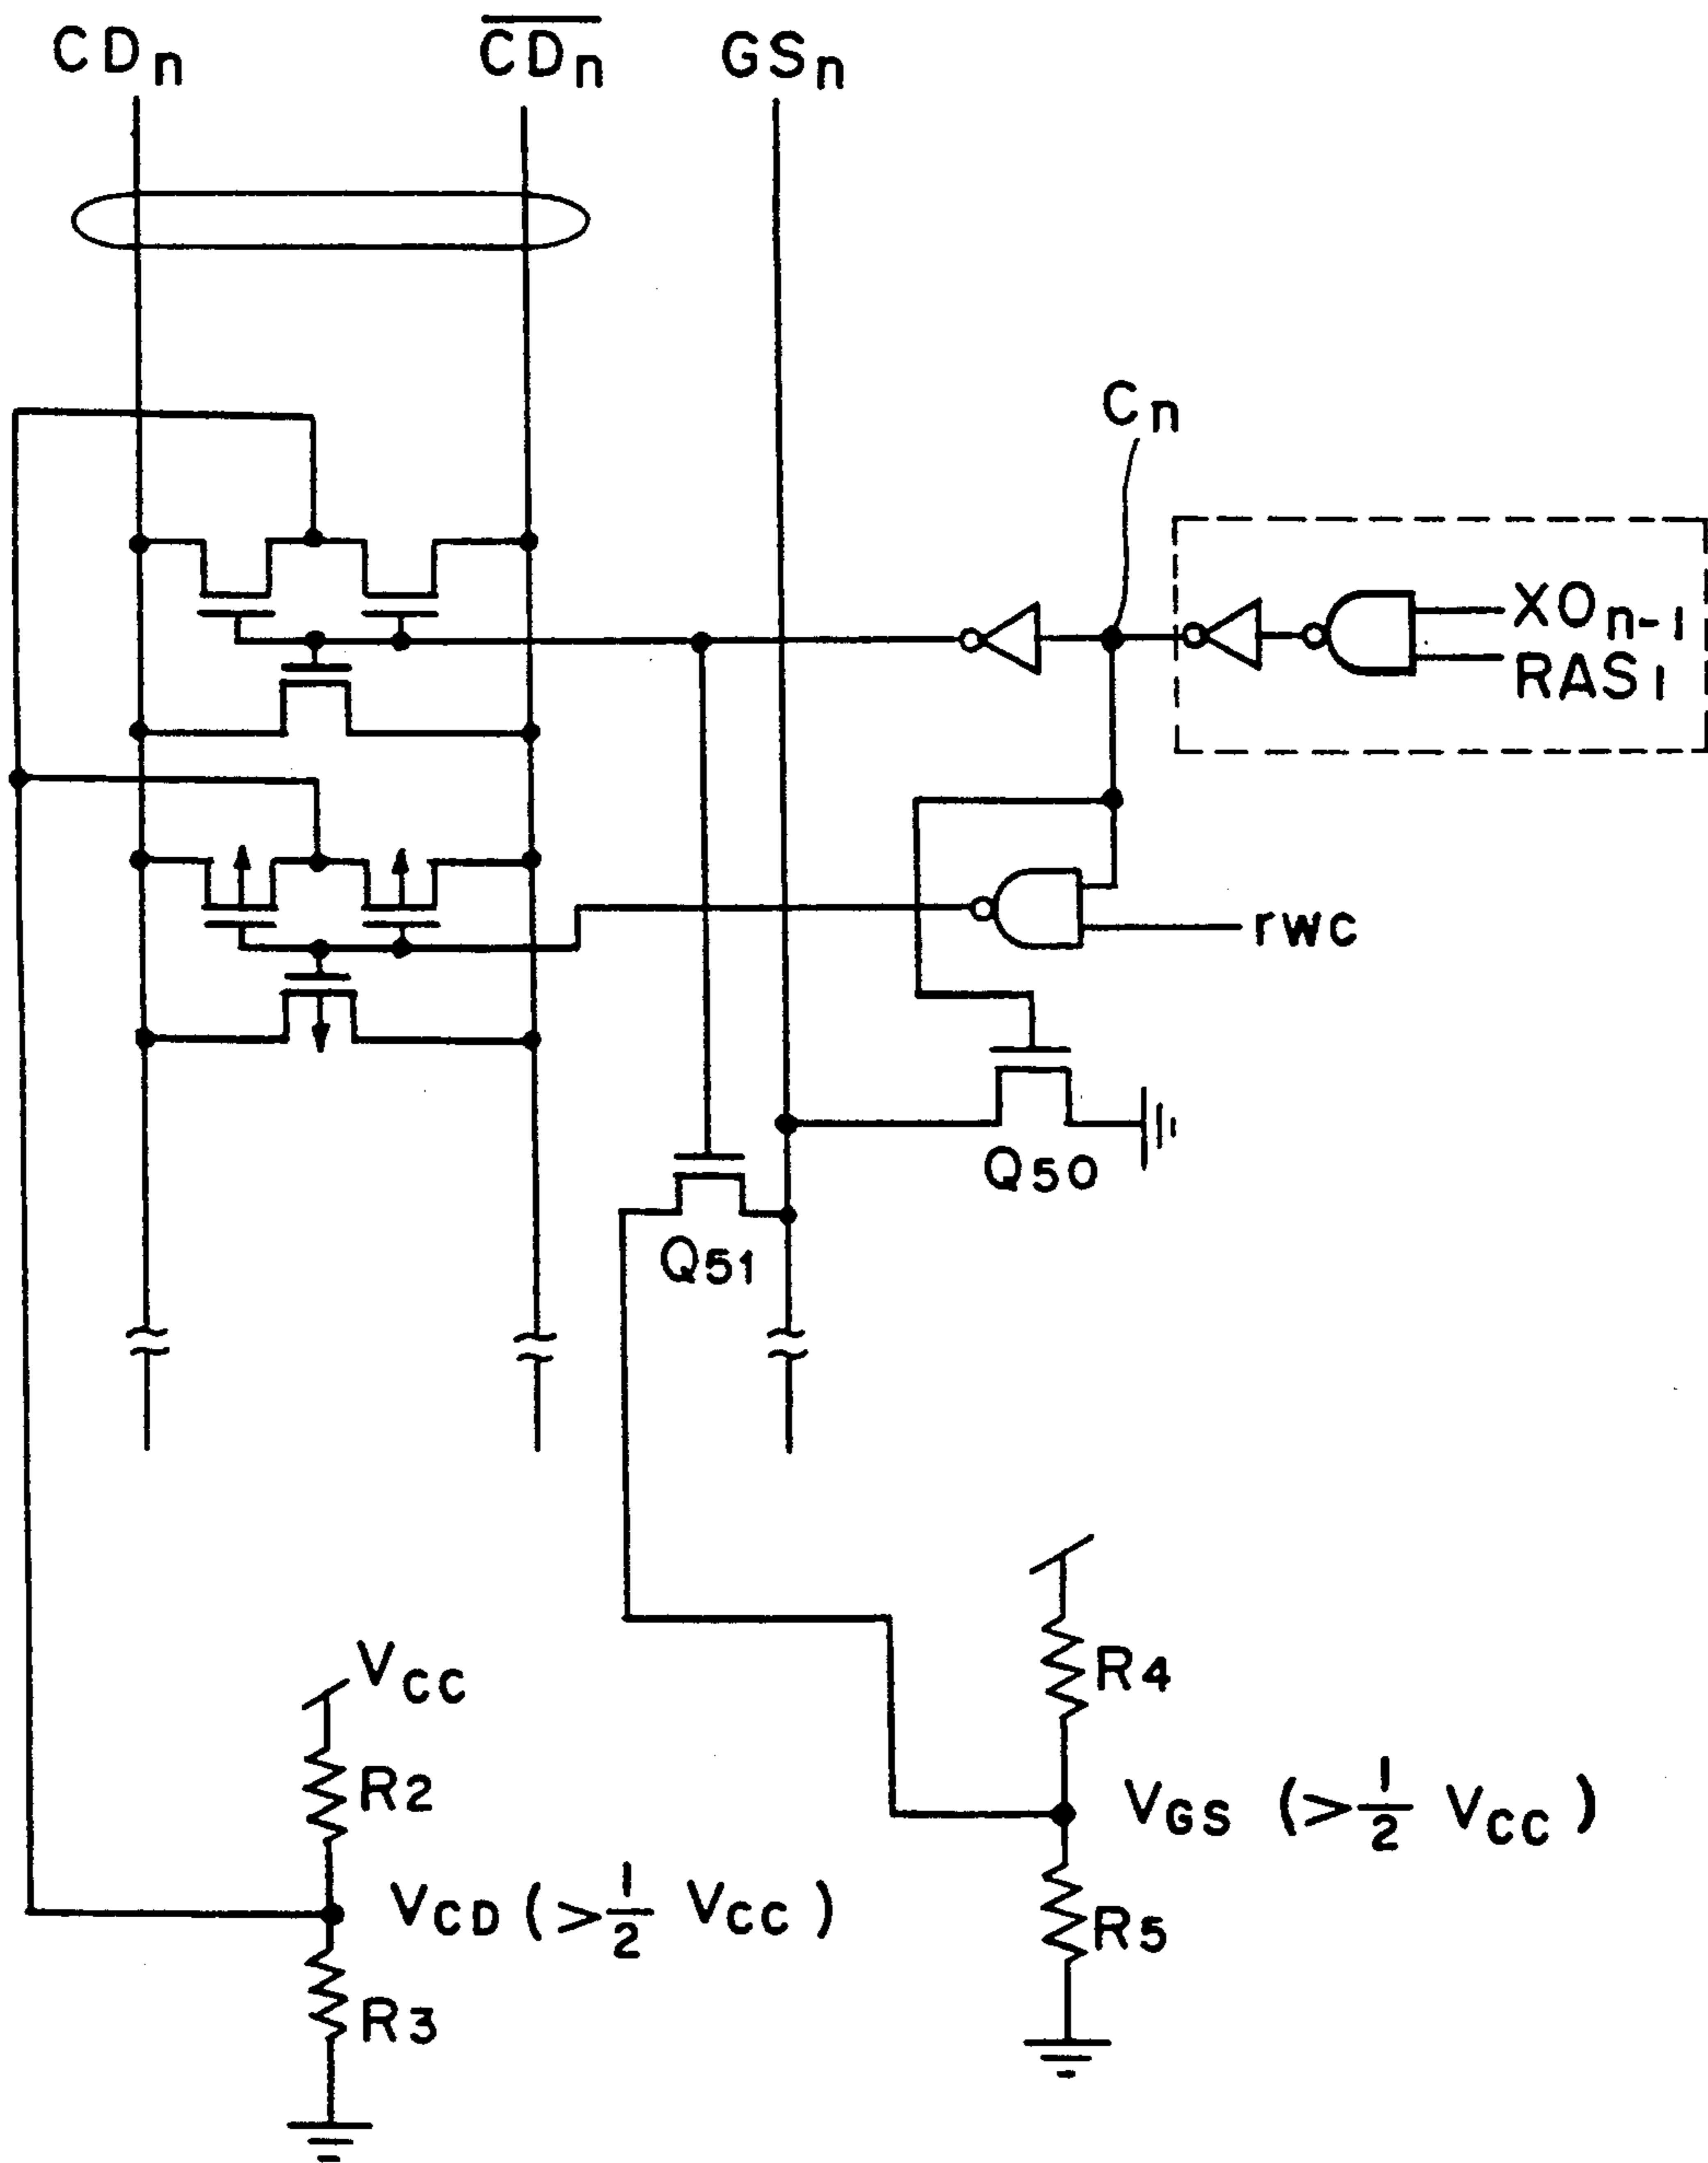 CDn
CDn
GSn
Cn
XOn-1
RAS1
rwc
Q50
Q51
R4
VCC
R2
VGS (>1/2 VCC)
VCD (>1/2 VCC)
R5
R3